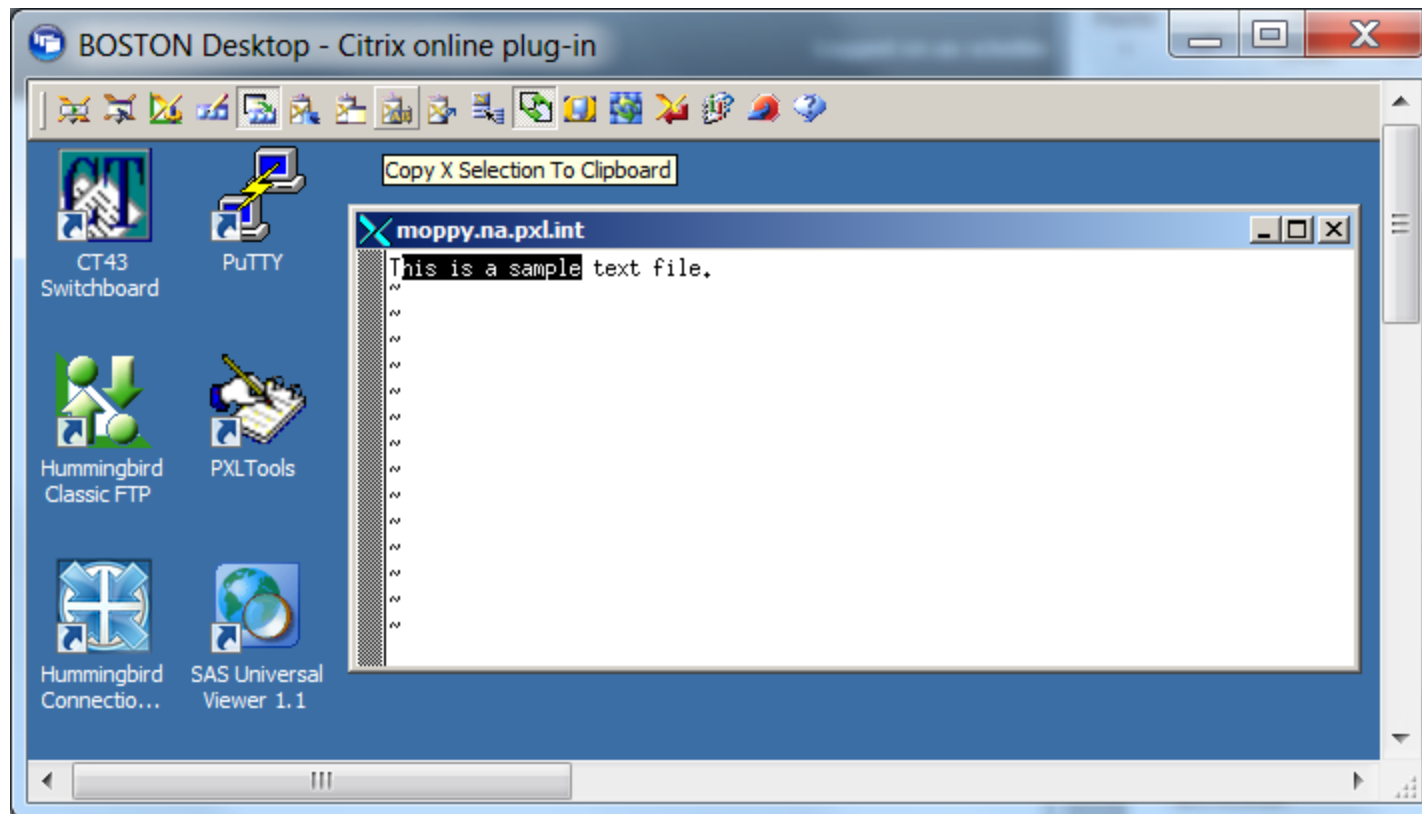 BOSTON Desktop - Citrix online plug-in
Copy X Selection To Clipboard
CT43
Switchboard
PuTTY
moppy.na.pxl.int
This is a sample text file.
~
~
~
~
~
~
~
~
~
~
~
~
~
~
Hummingbird
Classic FTP
PXLTools
Hummingbird
Connectio...
SAS Universal
Viewer 1.1